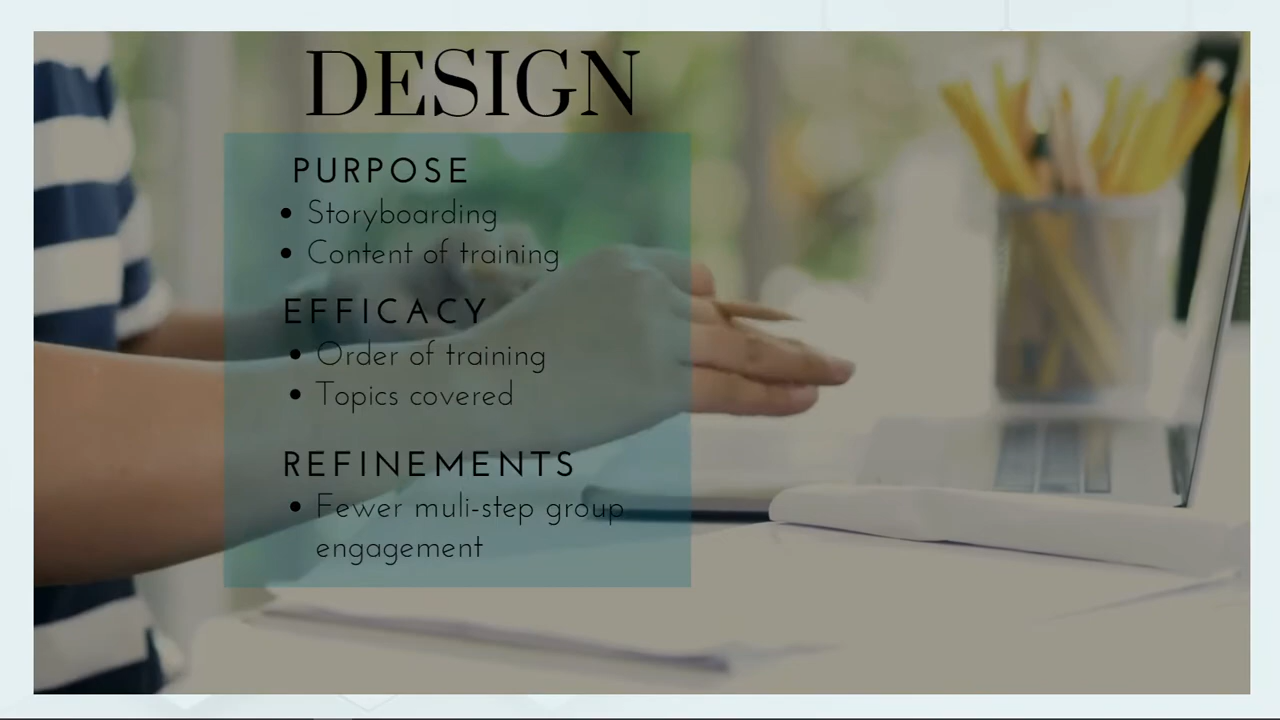 DESIGN
PURPOSE
Storyboarding
Content of training
EFFICACY
Order of training
Topics covered
REFINEMENTS
Fewer muli-step group
engagement